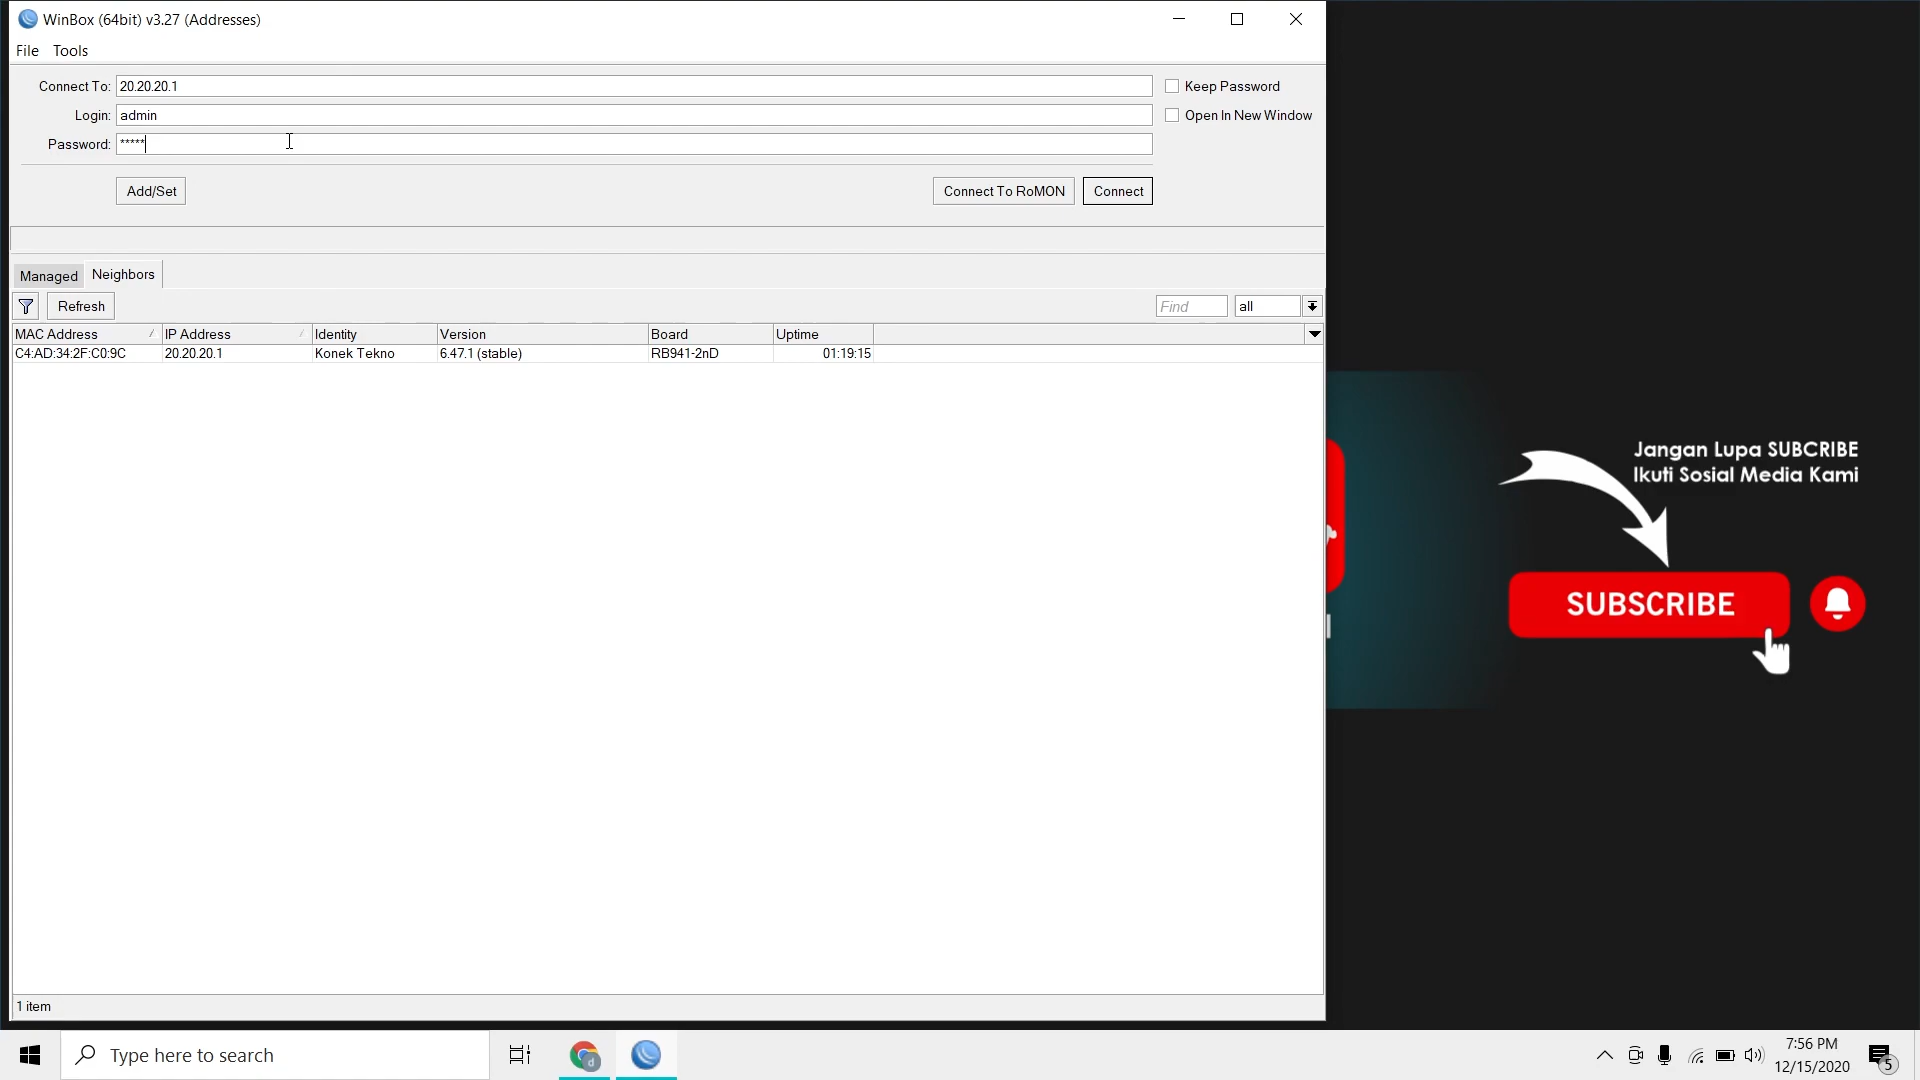 WinBox (64bit) v3.27 (Addresses)
File Tools
Connect To: 20.20.20.1
Keep Password
Login: admin
Open In New Window
Password: *****
Add/Set
Connect To RoMON
Connect
Managed
Neighbors
Refresh
Find
all
MAC Address IP Address Identity Version Board Uptime
C4:AD:34:2F:C0:9C 20.20.20.1 Konek Tekno 6.47.1 (stable) RB941-2nD 01:19:15
Jangan Lupa SUBCRIBE
Ikuti Sosial Media Kami
SUBSCRIBE
1 item
Type here to search
d
7:56 PM
12/15/2020
5